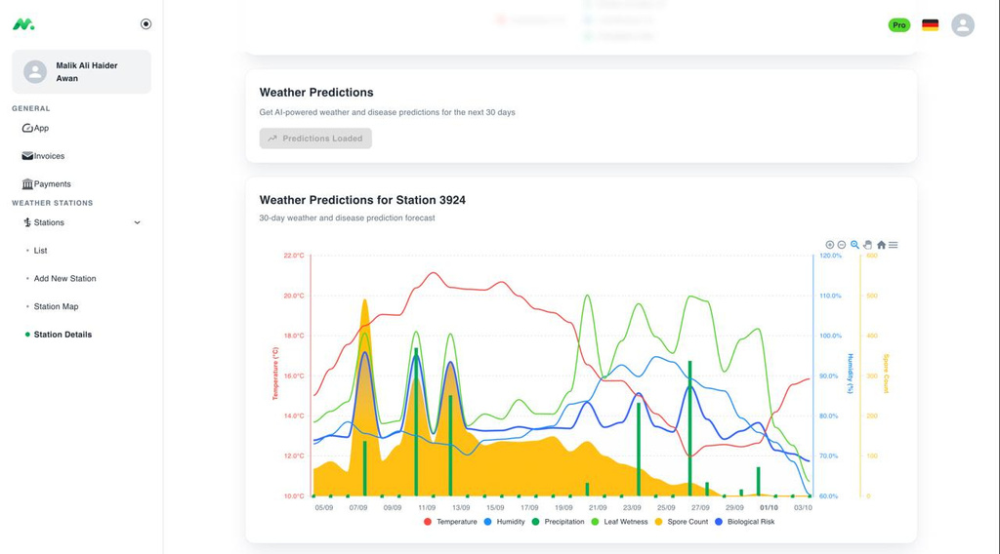 Pro
Malik Ali Haider
Awan
GENERAL
App
Invoices
Payments
WEATHER STATIONS
Stations
List
Add New Station
Station Map
Station Details
Weather Predictions
Get AI-powered weather and disease predictions for the next 30 days
Predictions Loaded
Weather Predictions for Station 3924
30-day weather and disease prediction forecast
22.0°C
20.0°C
18.0°C
16.0°C
14.0°C
12.0°C
10.0°C
Temperature (°C)
120.0%
110.0%
100.0%
90.0%
80.0%
70.0%
60.0%
Humidity (%)
500
400
300
200
100
0
Spore Count
05/09 07/09 09/09 11/09 13/09 15/09 17/09 19/09 21/09 23/09 25/09 27/09 29/09 01/10 03/10
Temperature Humidity Precipitation Leaf Wetness Spore Count Biological Risk